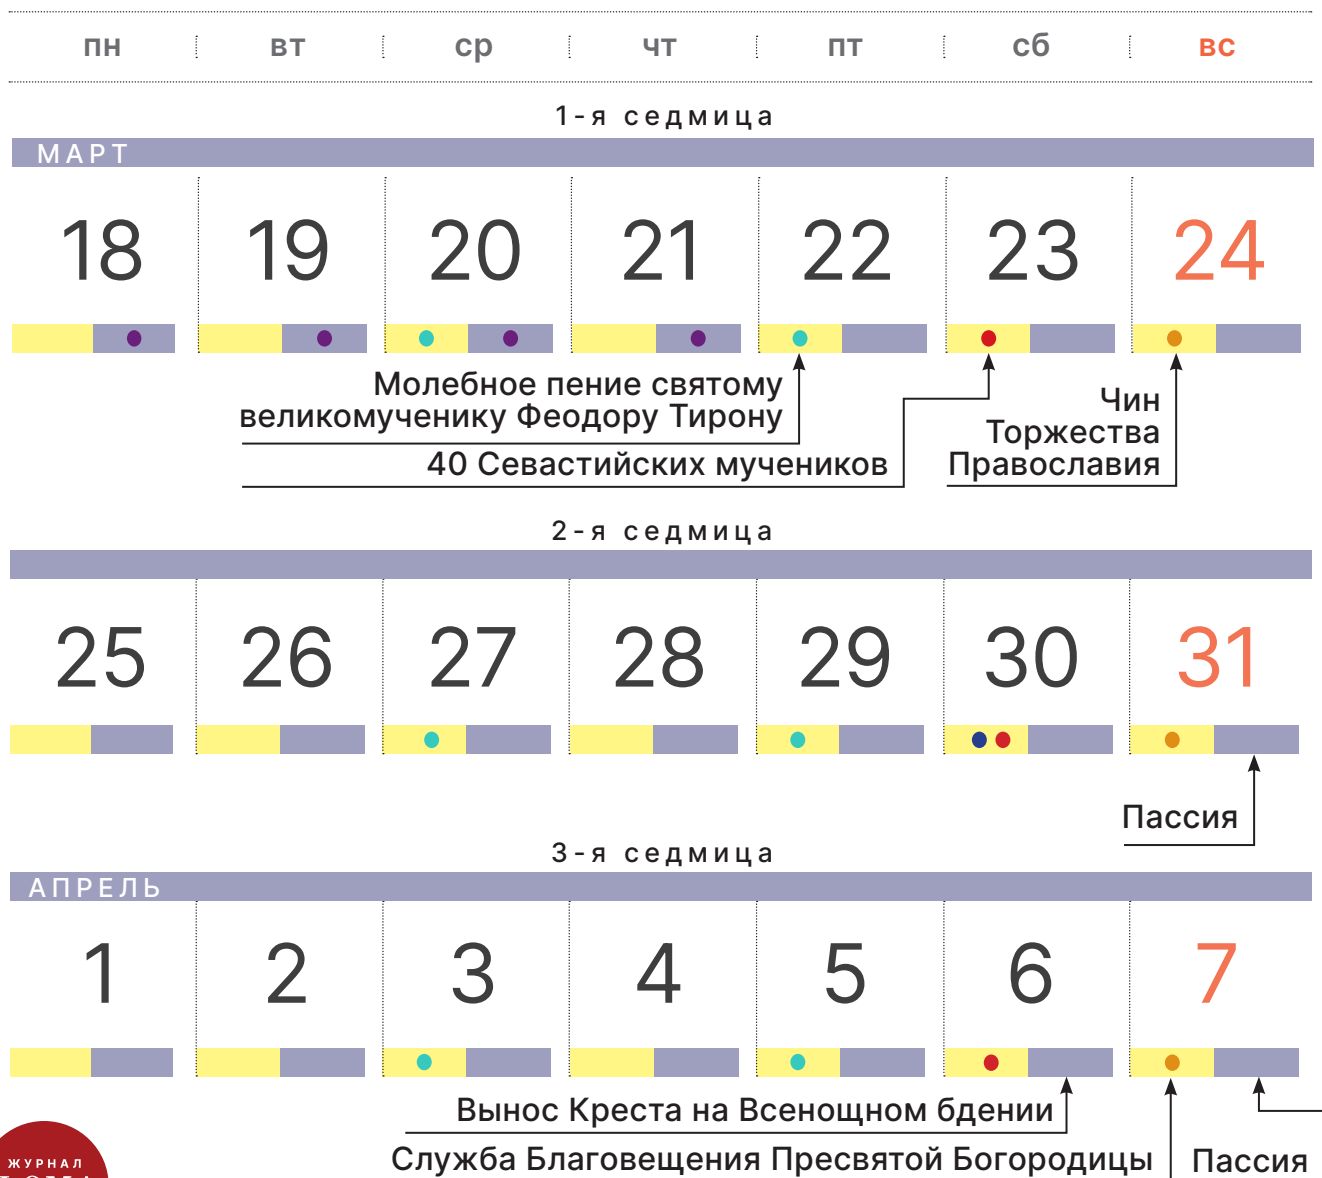 пн вт ср чт пт сб вс
1-я седмица
МАРТ
18 19 20 21 22 23 24
Молебное пение святому
великомученику Феодору Тирону
40 Севастийских мучеников
Чин
Торжества
Православия
2-я седмица
25 26 27 28 29 30 31
Пассия
3-я седмица
АПРЕЛЬ
1 2 3 4 5 6 7
Вынос Креста на Всенощном бдении
Служба Благовещения Пресвятой Богородицы
Пассия
ЖУРНАЛ